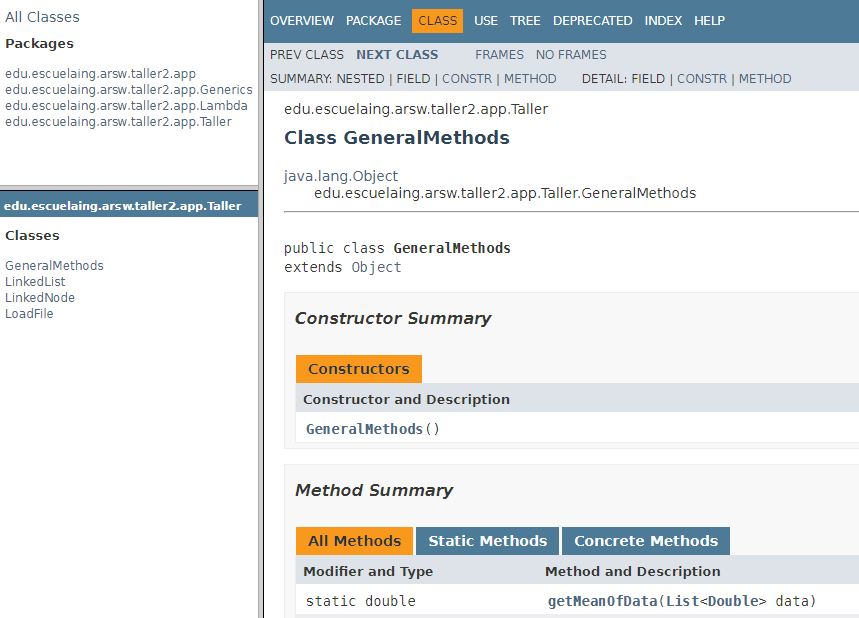 All Classes
Packages
edu.escuelaing.arsw.taller2.app
edu.escuelaing.arsw.taller2.app.Generics
edu.escuelaing.arsw.taller2.app.Lambda
edu.escuelaing.arsw.taller2.app.Taller
edu.escuelaing.arsw.taller2.app.Taller
Classes
GeneralMethods
LinkedList
LinkedNode
LoadFile
OVERVIEW PACKAGE CLASS USE TREE DEPRECATED INDEX HELP
PREV CLASS NEXT CLASS FRAMES NO FRAMES
SUMMARY: NESTED | FIELD | CONSTR | METHOD DETAIL: FIELD | CONSTR | METHOD
edu.escuelaing.arsw.taller2.app.Taller
Class GeneralMethods
java.lang.Object
edu.escuelaing.arsw.taller2.app.Taller.GeneralMethods
public class GeneralMethods
extends Object
Constructor Summary
Constructors
Constructor and Description
GeneralMethods()
Method Summary
All Methods Static Methods Concrete Methods
Modifier and Type Method and Description
static double getMeanOfData(List<Double> data)